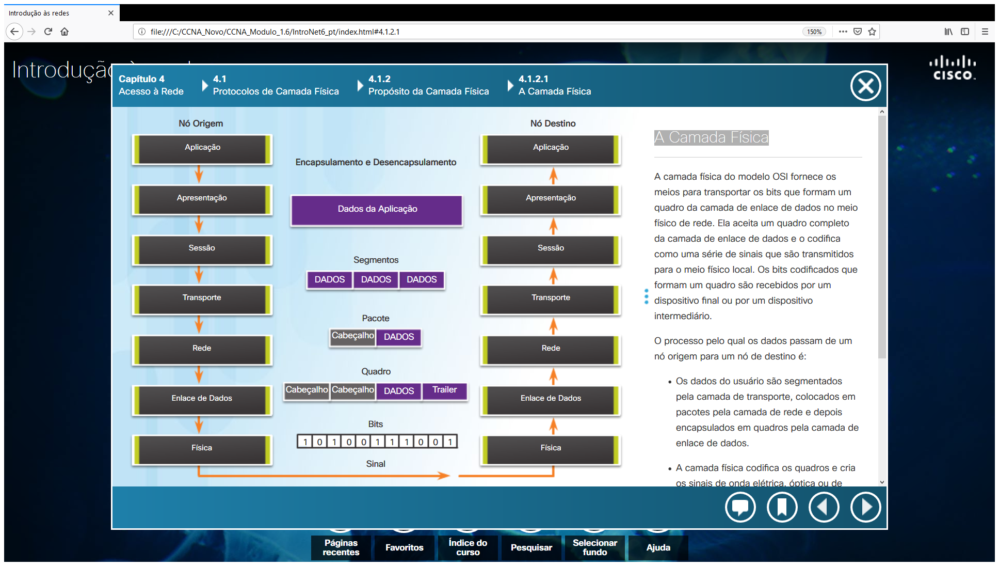 Introdução às redes
file:///C:/CCNA_Novo/CCNA_Modulo_1.6/IntroNet6_pt/index.html#4.1.2.1
150%
CISCO
Capítulo 4
Acesso à Rede
4.1
Protocolos de Camada Física
4.1.2
Propósito da Camada Física
4.1.2.1
A Camada Física
Nó Origem
Aplicação
Apresentação
Sessão
Transporte
Rede
Enlace de Dados
Física
Encapsulamento e Desencapsulamento
Dados da Aplicação
Segmentos
DADOS DADOS DADOS
Pacote
Cabeçalho DADOS
Quadro
Cabeçalho Cabeçalho DADOS Trailer
Bits
1 0 1 0 0 1 1 1 0 0 1
Sinal
Nó Destino
Aplicação
Apresentação
Sessão
Transporte
Rede
Enlace de Dados
Física
A Camada Física
A camada física do modelo OSI fornece os
meios para transportar os bits que formam um
quadro da camada de enlace de dados no meio
físico de rede. Ela aceita um quadro completo
da camada de enlace de dados e o codifica
como uma série de sinais que são transmitidos
para o meio físico local. Os bits codificados que
formam um quadro são recebidos por um
dispositivo final ou por um dispositivo
intermediário.
O processo pelo qual os dados passam de um
nó origem para um nó de destino é:
• Os dados do usuário são segmentados
pela camada de transporte, colocados em
pacotes pela camada de rede e depois
encapsulados em quadros pela camada de
enlace de dados.
• A camada física codifica os quadros e cria
os sinais de onda elétrica, óptica ou de
Páginas
recentes
Favoritos
Índice do
curso
Pesquisar
Selecionar
fundo
Ajuda